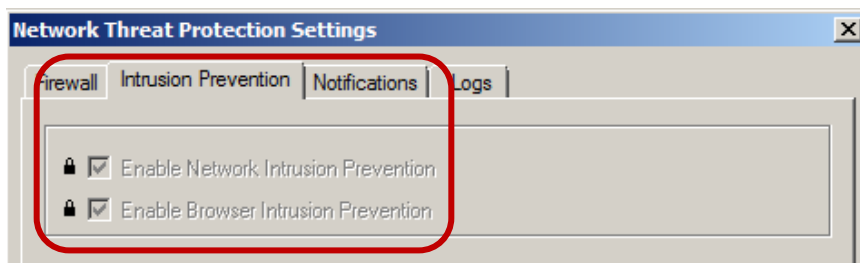 Network Threat Protection Settings
Firewall Intrusion Prevention Notifications Logs
Enable Network Intrusion Prevention
Enable Browser Intrusion Prevention